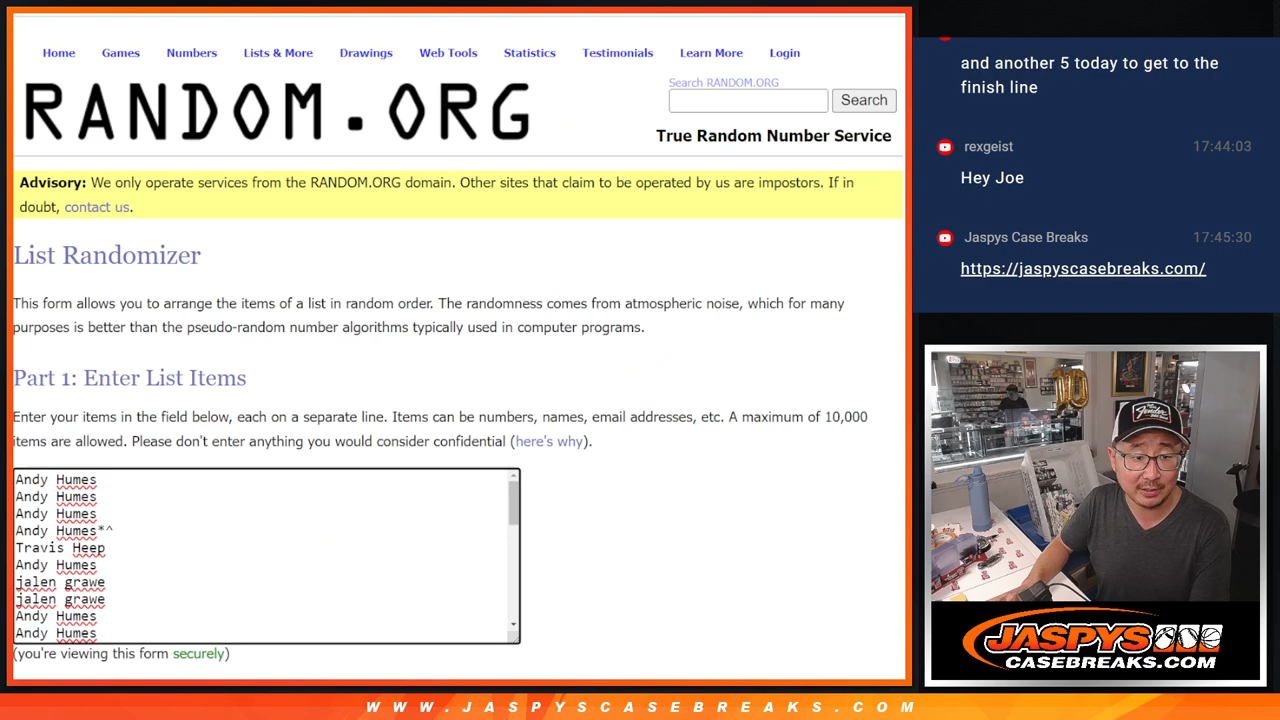 Home Games Numbers Lists & More Drawings Web Tools Statistics Testimonials Learn More Login
RANDOM.ORG
Search RANDOM.ORG
Search
True Random Number Service
Advisory: We only operate services from the RANDOM.ORG domain. Other sites that claim to be operated by us are impostors. If in
doubt, contact us.
List Randomizer
This form allows you to arrange the items of a list in random order. The randomness comes from atmospheric noise, which for many
purposes is better than the pseudo-random number algorithms typically used in computer programs.
Part 1: Enter List Items
Enter your items in the field below, each on a separate line. Items can be numbers, names, email addresses, etc. A maximum of 10,000
items are allowed. Please don't enter anything you would consider confidential (here's why).
Andy Humes
Andy Humes
Andy Humes
Andy Humes*^
Travis Heep
Andy Humes
jalen grawe
jalen grawe
Andy Humes
Andy Humes
(you're viewing this form securely)
and another 5 today to get to the
finish line
rexgeist 17:44:03
Hey Joe
Jaspys Case Breaks 17:45:30
https://jaspyscasebreaks.com/
10
Fender
JASPYS
CASEBREAKS.COM
WWW.JASPYSCASEBREAKS.COM